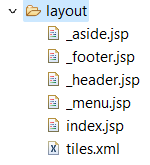 layout
_aside.jsp
_footer.jsp
_header.jsp
_menu.jsp
index.jsp
tiles.xml